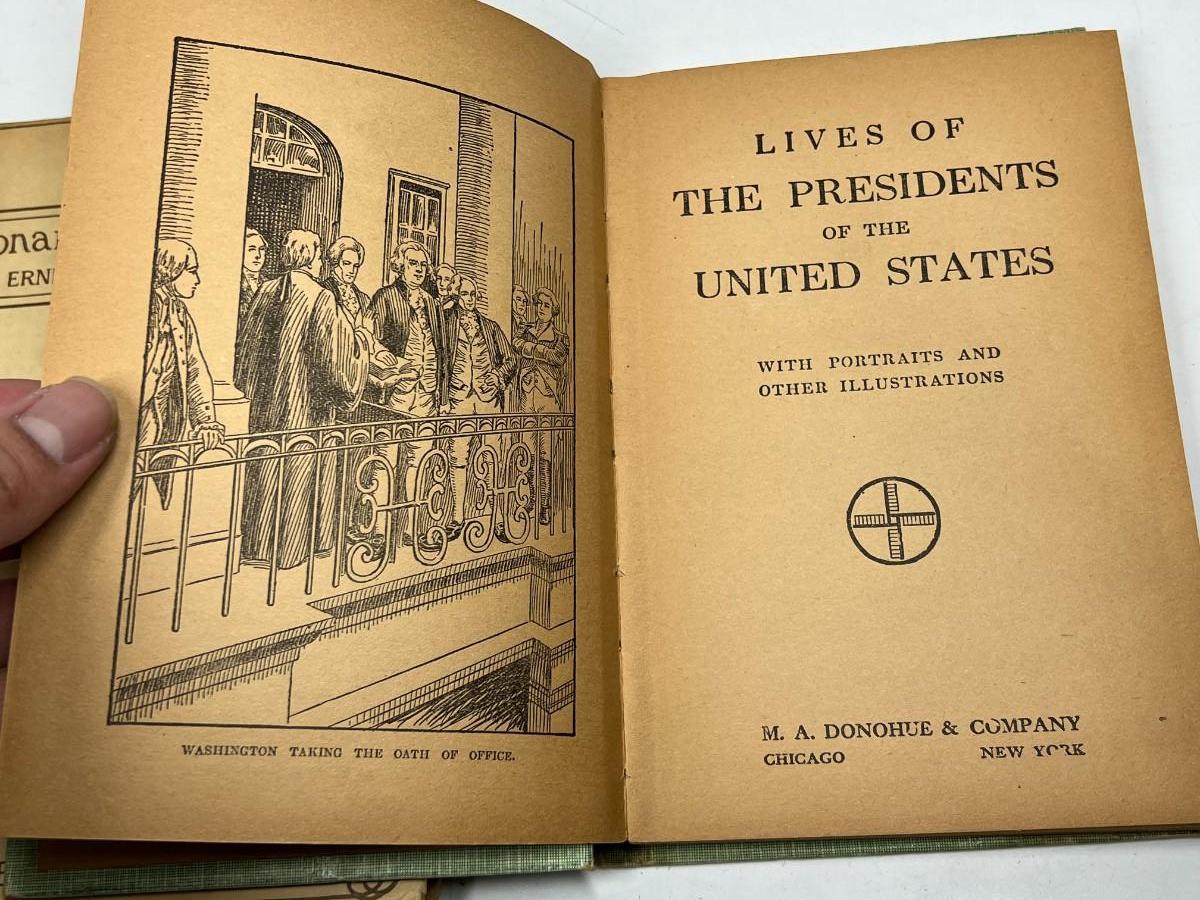 ERN
WASHINGTON TAKING THE OATH OF OFFICE.
LIVES OF
THE PRESIDENTS
OF THE
UNITED STATES
WITH PORTRAITS AND
OTHER ILLUSTRATIONS
M. A. DONOHUE & COMPANY
CHICAGO NEW YORK